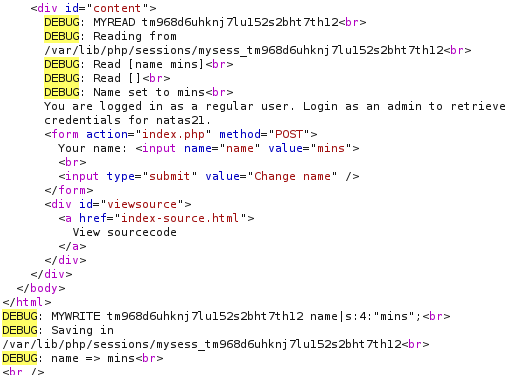 <div id="content">
DEBUG: MYREAD tm968d6uhknj7lu152s2bht7th12<br>
DEBUG: Reading from
/var/lib/php/sessions/mysess_tm968d6uhknj7lu152s2bht7th12<br>
DEBUG: Read [name mins]<br>
DEBUG: Read []<br>
DEBUG: Name set to mins<br>
You are logged in as a regular user. Login as an admin to retrieve
credentials for natas21.
<form action="index.php" method="POST">
Your name: <input name="name" value="mins">
<br>
<input type="submit" value="Change name" />
</form>
<div id="viewsource">
<a href="index-source.html">
View sourcecode
</a>
</div>
</div>
</body>
</html>
DEBUG: MYWRITE tm968d6uhknj7lu152s2bht7th12 name|s:4:"mins";<br>
DEBUG: Saving in
/var/lib/php/sessions/mysess_tm968d6uhknj7lu152s2bht7th12<br>
DEBUG: name => mins<br>
<br />